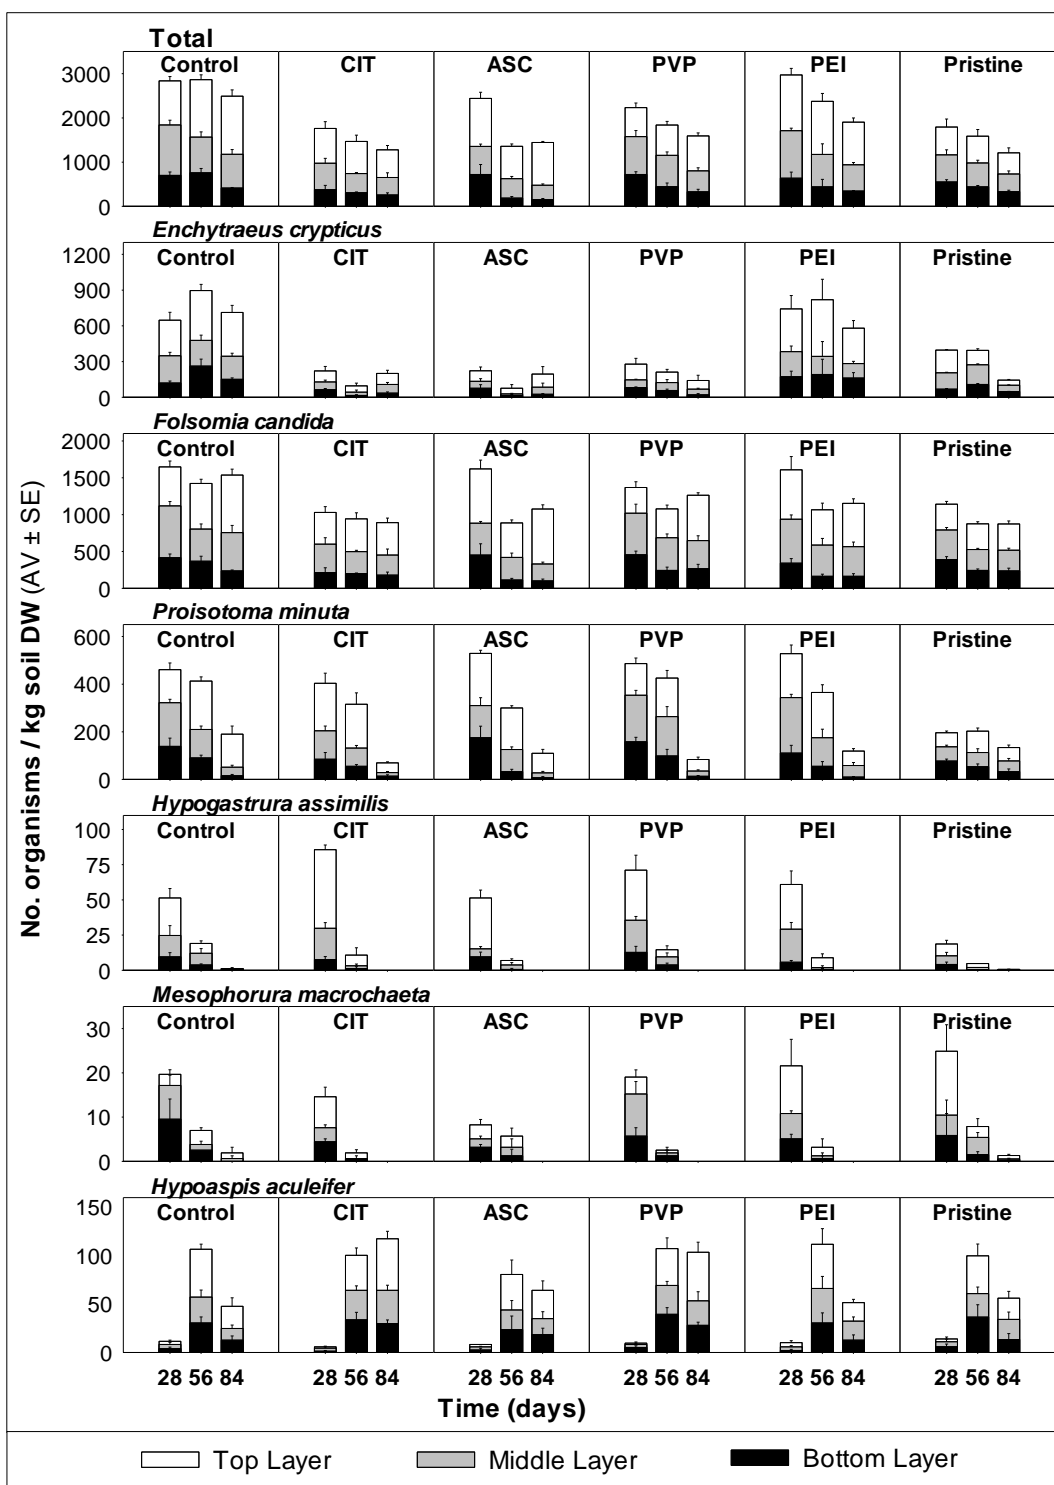 Total
Control CIT ASC PVP PEI Pristine
3000
2000
1000
0
Enchytraeus crypticus
Control CIT ASC PVP PEI Pristine
1200
900
600
300
0
Folsomia candida
Control CIT ASC PVP PEI Pristine
2000
1500
1000
500
0
Proisotoma minuta
Control CIT ASC PVP PEI Pristine
600
400
200
0
Hypogastrura assimilis
Control CIT ASC PVP PEI Pristine
100
75
50
25
0
Mesophorura macrochaeta
Control CIT ASC PVP PEI Pristine
30
20
10
0
Hypoaspis aculeifer
Control CIT ASC PVP PEI Pristine
150
100
50
0
No. organisms / kg soil DW (AV ± SE)
28 56 84 28 56 84 28 56 84 28 56 84 28 56 84 28 56 84
Time (days)
Top Layer Middle Layer Bottom Layer